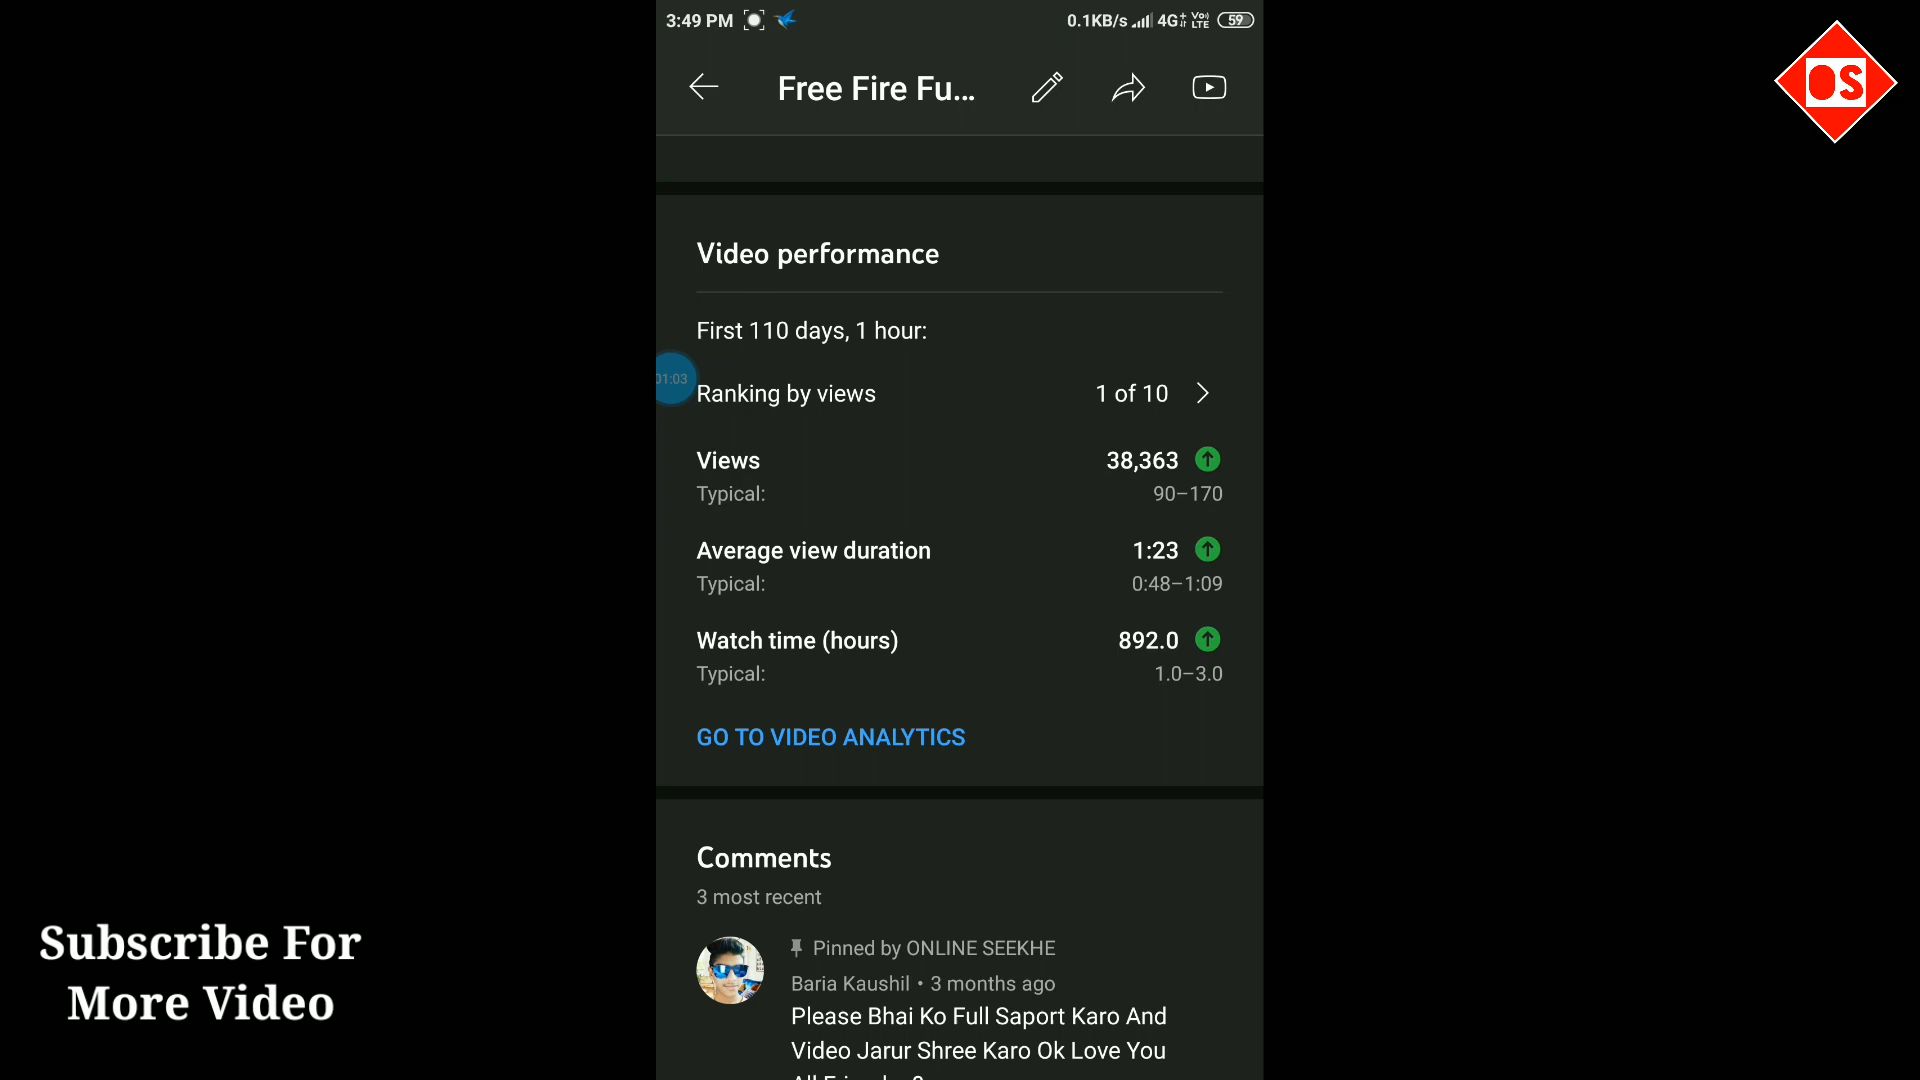 3:49 PM
0.1KB/s 4G+ Vo) LTE 59
OS
Free Fire Fu...
Video performance
First 110 days, 1 hour:
01:03
Ranking by views 1 of 10
Views 38,363
Typical: 90–170
Average view duration 1:23
Typical: 0:48–1:09
Watch time (hours) 892.0
Typical: 1.0–3.0
GO TO VIDEO ANALYTICS
Comments
3 most recent
Pinned by ONLINE SEEKHE
Baria Kaushil • 3 months ago
Please Bhai Ko Full Saport Karo And
Video Jarur Shree Karo Ok Love You
Subscribe For
More Video